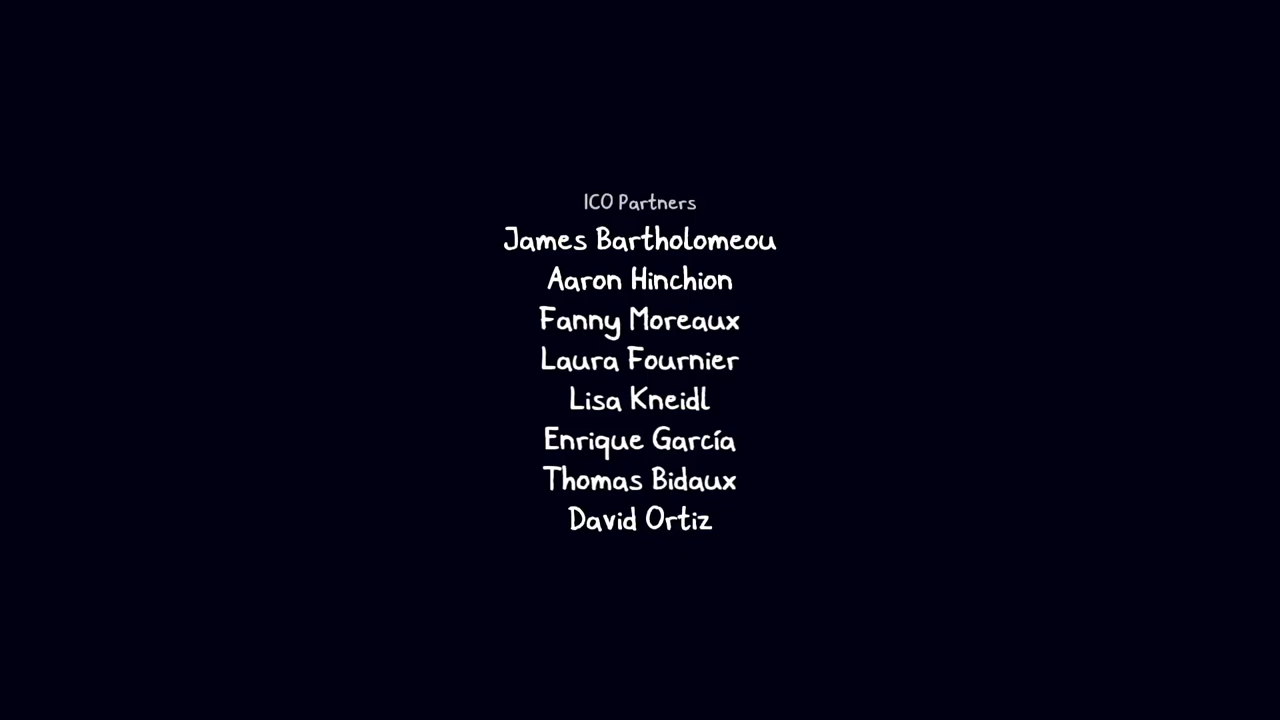 ICO Partners
James Bartholomeou
Aaron Hinchion
Fanny Moreaux
Laura Fournier
Lisa Kneidl
Enrique García
Thomas Bidaux
David Ortiz